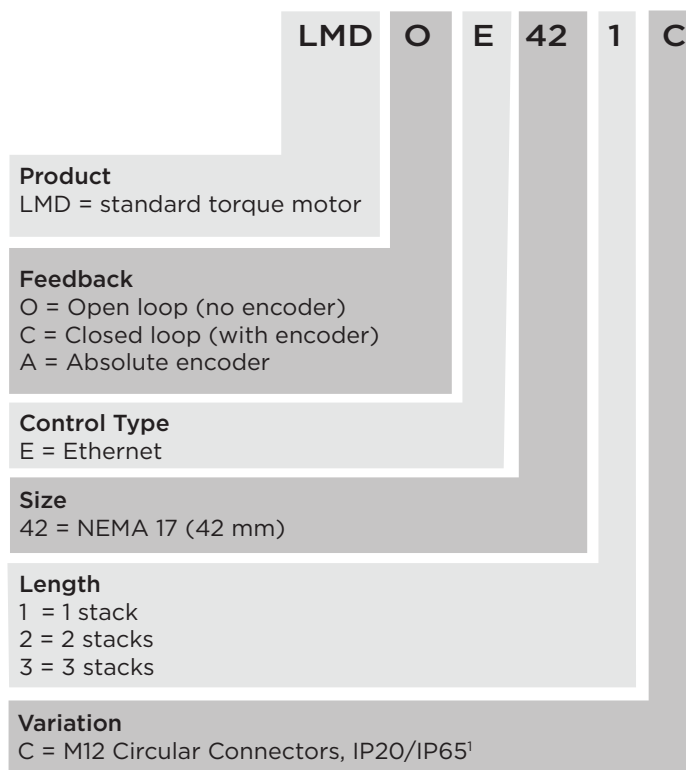 LMD O E 42 1 C
Product
LMD = standard torque motor
Feedback
O = Open loop (no encoder)
C = Closed loop (with encoder)
A = Absolute encoder
Control Type
E = Ethernet
Size
42 = NEMA 17 (42 mm)
Length
1 = 1 stack
2 = 2 stacks
3 = 3 stacks
Variation
C = M12 Circular Connectors, IP20/IP65¹